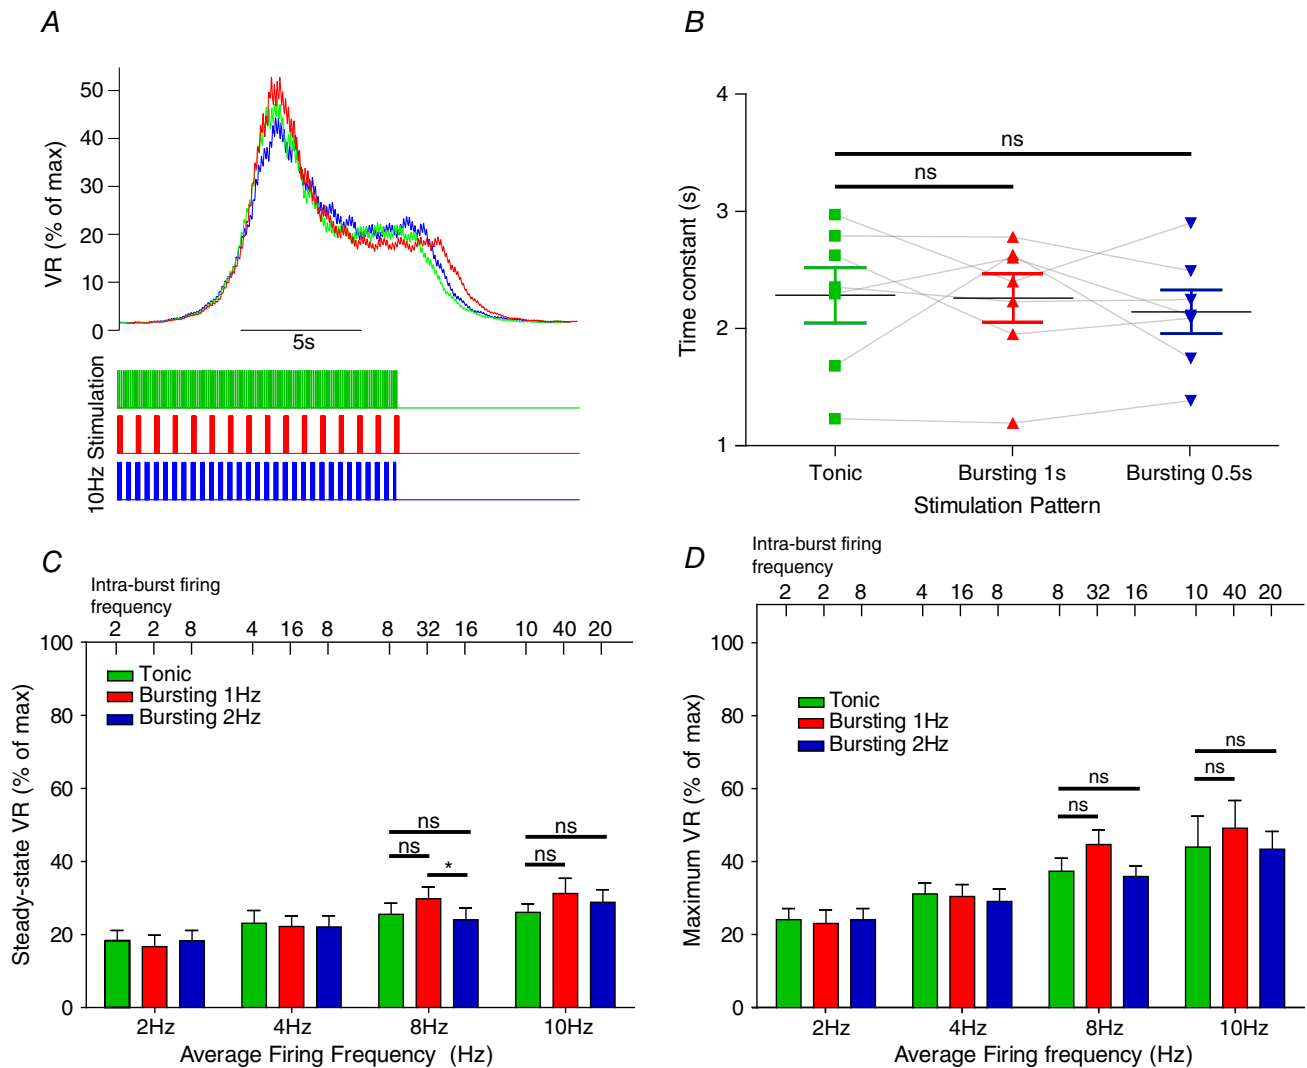 A
VR (% of max)
50
40
30
20
10
0
5s
10Hz Stimulation
B
Time constant (s)
4
3
2
1
ns
ns
Tonic
Bursting 1s
Bursting 0.5s
Stimulation Pattern
C
Intra-burst firing
frequency
2 2 8 4 16 8 8 32 16 10 40 20
Steady-state VR (% of max)
100
80
60
40
20
0
Tonic
Bursting 1Hz
Bursting 2Hz
ns
ns
*
ns
ns
2Hz 4Hz 8Hz 10Hz
Average Firing Frequency (Hz)
D
Intra-burst firing
frequency
2 2 8 4 16 8 8 32 16 10 40 20
Maximum VR (% of max)
100
80
60
40
20
0
Tonic
Bursting 1Hz
Bursting 2Hz
ns
ns
ns
ns
2Hz 4Hz 8Hz 10Hz
Average Firing frequency (Hz)